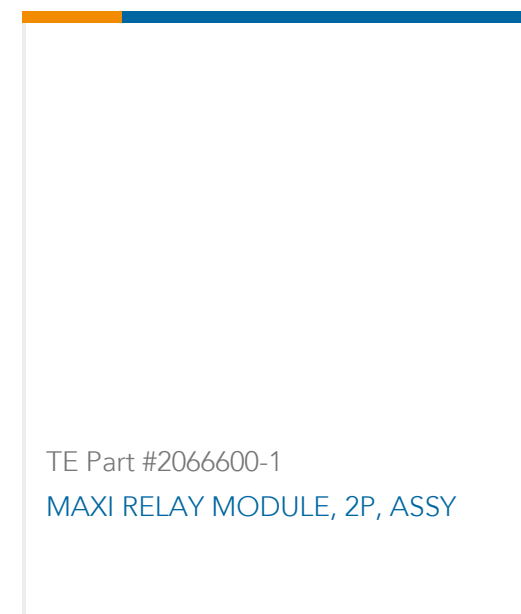 TE Part #2066600-1
MAXI RELAY MODULE, 2P, ASSY